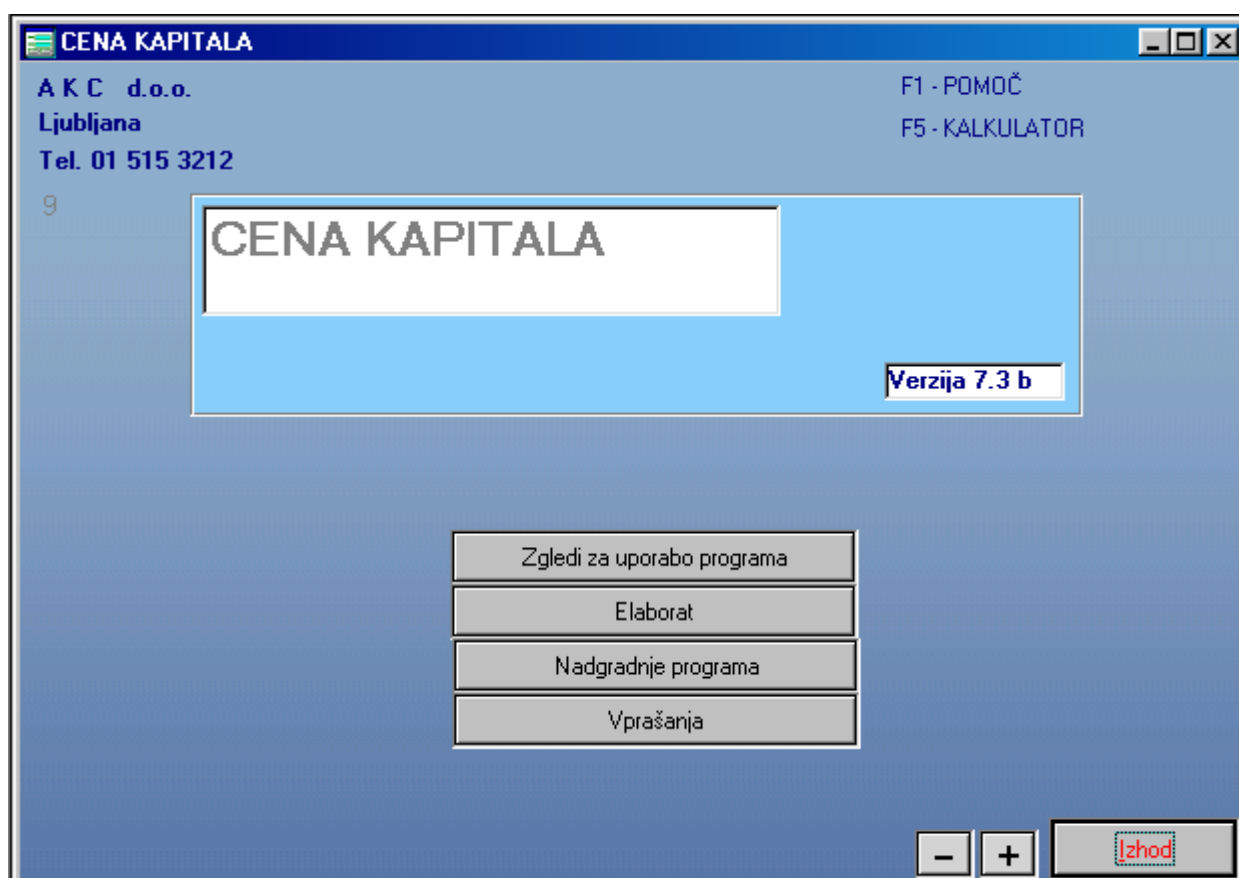 CENA KAPITALA
A K C d.o.o.
Ljubljana
Tel. 01 515 3212
F1 - POMOČ
F5 - KALKULATOR
9
CENA KAPITALA
Verzija 7.3 b
Zgledi za uporabo programa
Elaborat
Nadgradnje programa
Vprašanja
- +
Izhod